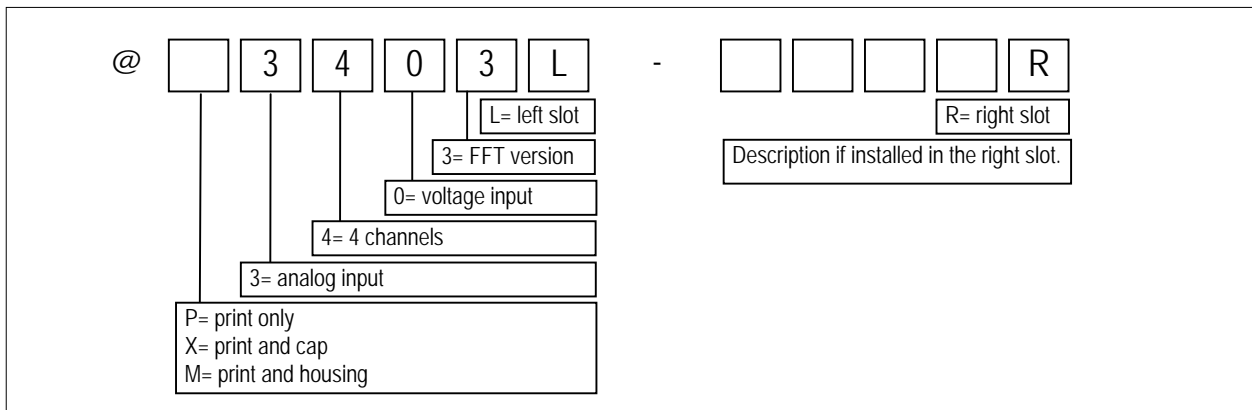 @ 3 4 0 3 L - R
L= left slot
R= right slot
3= FFT version
Description if installed in the right slot.
0= voltage input
4= 4 channels
3= analog input
P= print only
X= print and cap
M= print and housing